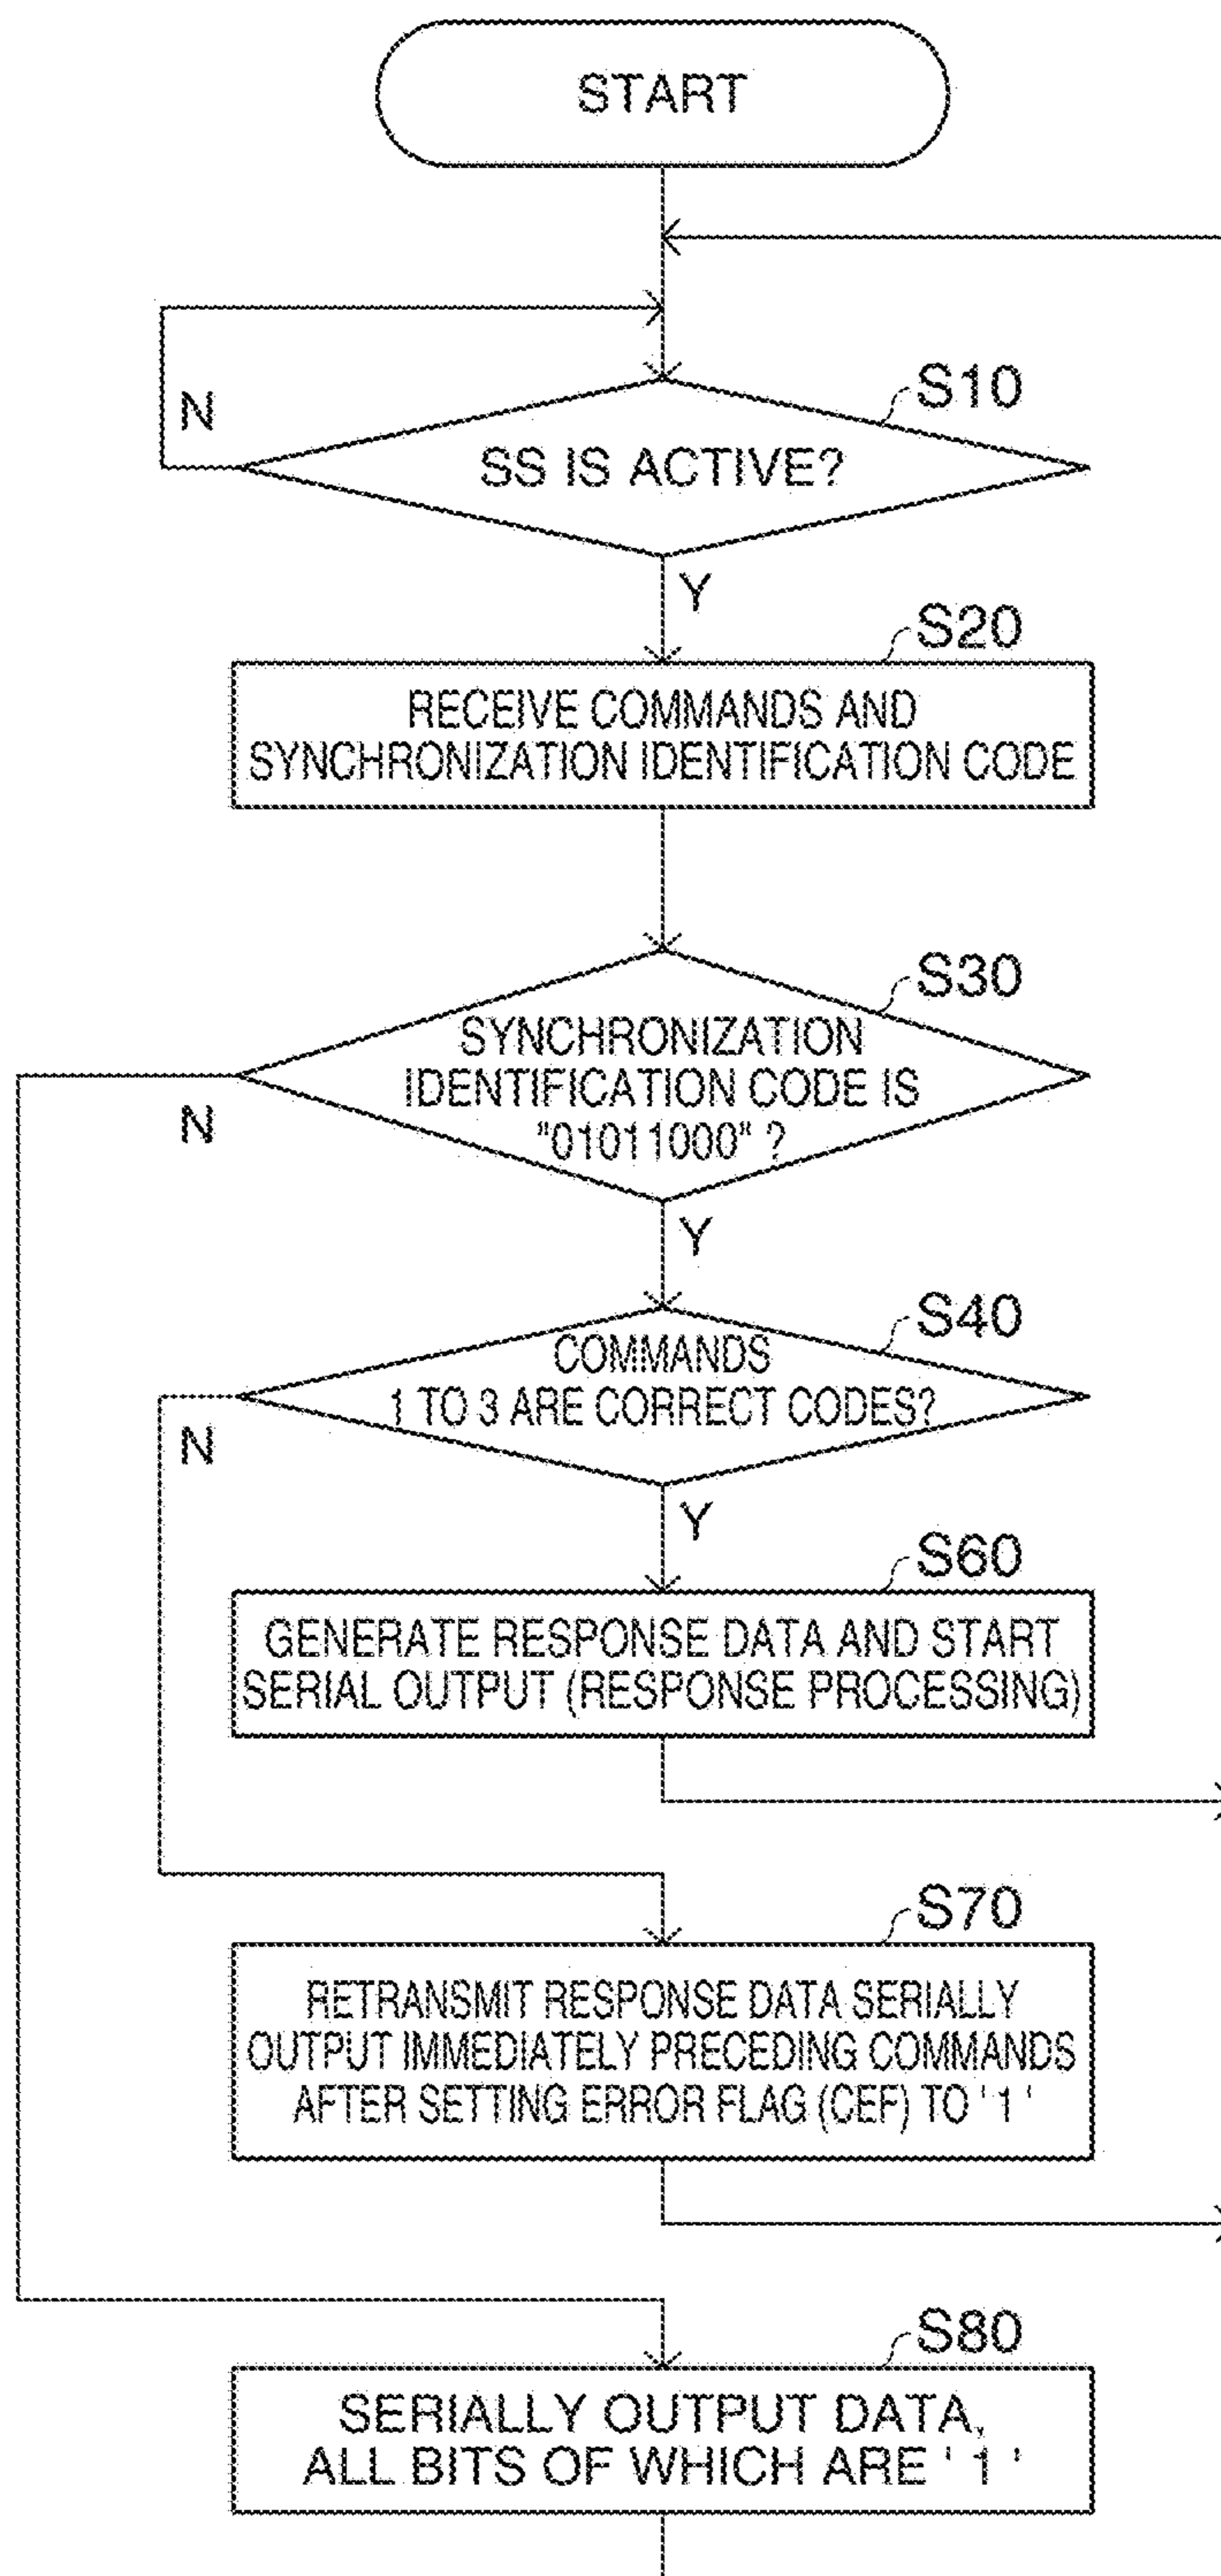 START
S10
N
SS IS ACTIVE?
Y
S20
RECEIVE COMMANDS AND
SYNCHRONIZATION IDENTIFICATION CODE
S30
SYNCHRONIZATION
IDENTIFICATION CODE IS
"01011000" ?
N
Y
S40
COMMANDS
1 TO 3 ARE CORRECT CODES?
N
Y
S60
GENERATE RESPONSE DATA AND START
SERIAL OUTPUT (RESPONSE PROCESSING)
S70
RETRANSMIT RESPONSE DATA SERIALLY
OUTPUT IMMEDIATELY PRECEDING COMMANDS
AFTER SETTING ERROR FLAG (CEF) TO ' 1 '
S80
SERIALLY OUTPUT DATA,
ALL BITS OF WHICH ARE ' 1 '